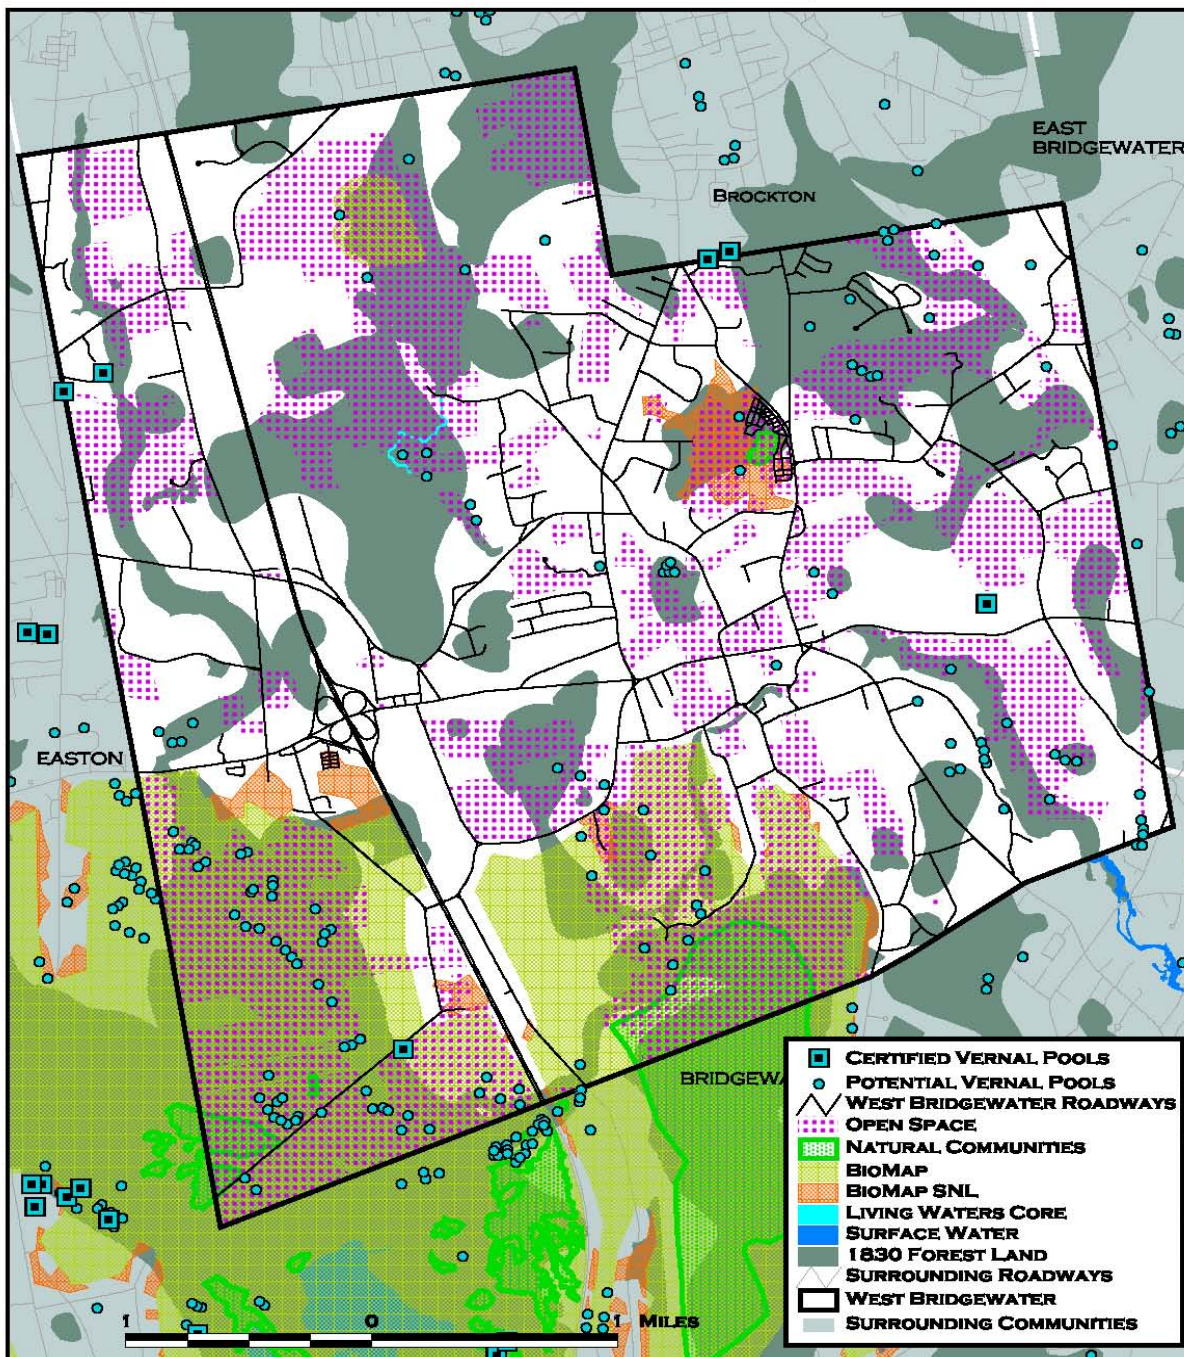 EAST
BRIDGEWATER
BROCKTON
EASTON
BRIDGEWA
CERTIFIED VERNAL POOLS
POTENTIAL VERNAL POOLS
WEST BRIDGEWATER ROADWAYS
OPEN SPACE
NATURAL COMMUNITIES
BIOMAP
BIOMAP SNL
LIVING WATERS CORE
SURFACE WATER
1830 FOREST LAND
SURROUNDING ROADWAYS
WEST BRIDGEWATER
SURROUNDING COMMUNITIES
1 0 1 MILES